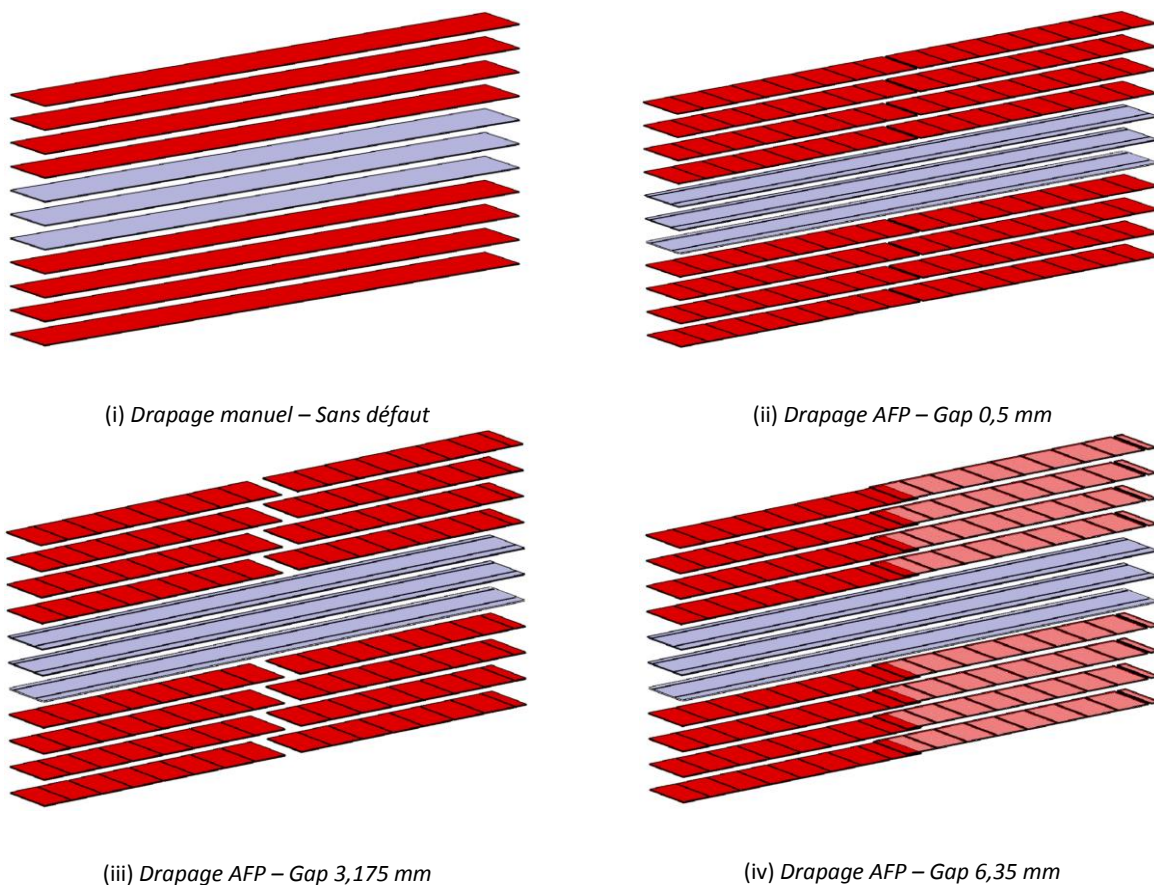 (i) Drapage manuel – Sans défaut
(ii) Drapage AFP – Gap 0,5 mm
(iii) Drapage AFP – Gap 3,175 mm
(iv) Drapage AFP – Gap 6,35 mm